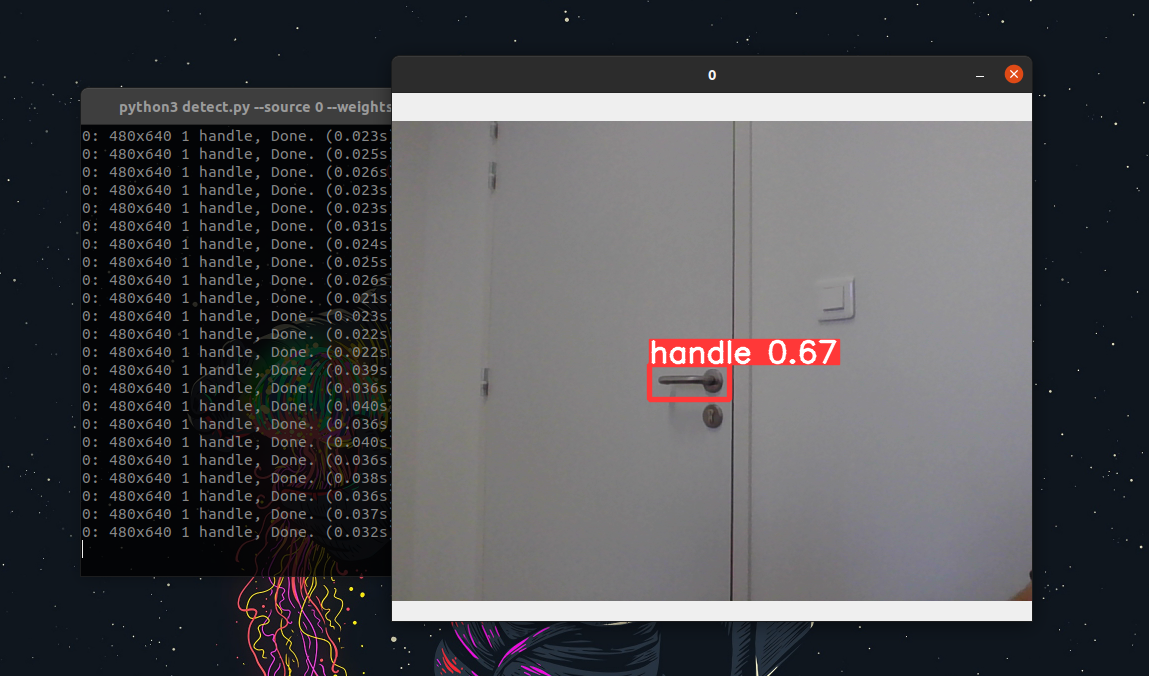 python3 detect.py --source 0 --weights
0: 480x640 1 handle, Done. (0.023s
0: 480x640 1 handle, Done. (0.025s
0: 480x640 1 handle, Done. (0.026s
0: 480x640 1 handle, Done. (0.023s
0: 480x640 1 handle, Done. (0.023s
0: 480x640 1 handle, Done. (0.031s
0: 480x640 1 handle, Done. (0.024s
0: 480x640 1 handle, Done. (0.025s
0: 480x640 1 handle, Done. (0.026s
0: 480x640 1 handle, Done. (0.021s
0: 480x640 1 handle, Done. (0.023s
0: 480x640 1 handle, Done. (0.022s
0: 480x640 1 handle, Done. (0.022s
0: 480x640 1 handle, Done. (0.039s
0: 480x640 1 handle, Done. (0.036s
0: 480x640 1 handle, Done. (0.040s
0: 480x640 1 handle, Done. (0.036s
0: 480x640 1 handle, Done. (0.040s
0: 480x640 1 handle, Done. (0.036s
0: 480x640 1 handle, Done. (0.038s
0: 480x640 1 handle, Done. (0.036s
0: 480x640 1 handle, Done. (0.037s
0: 480x640 1 handle, Done. (0.032s
0
handle 0.67